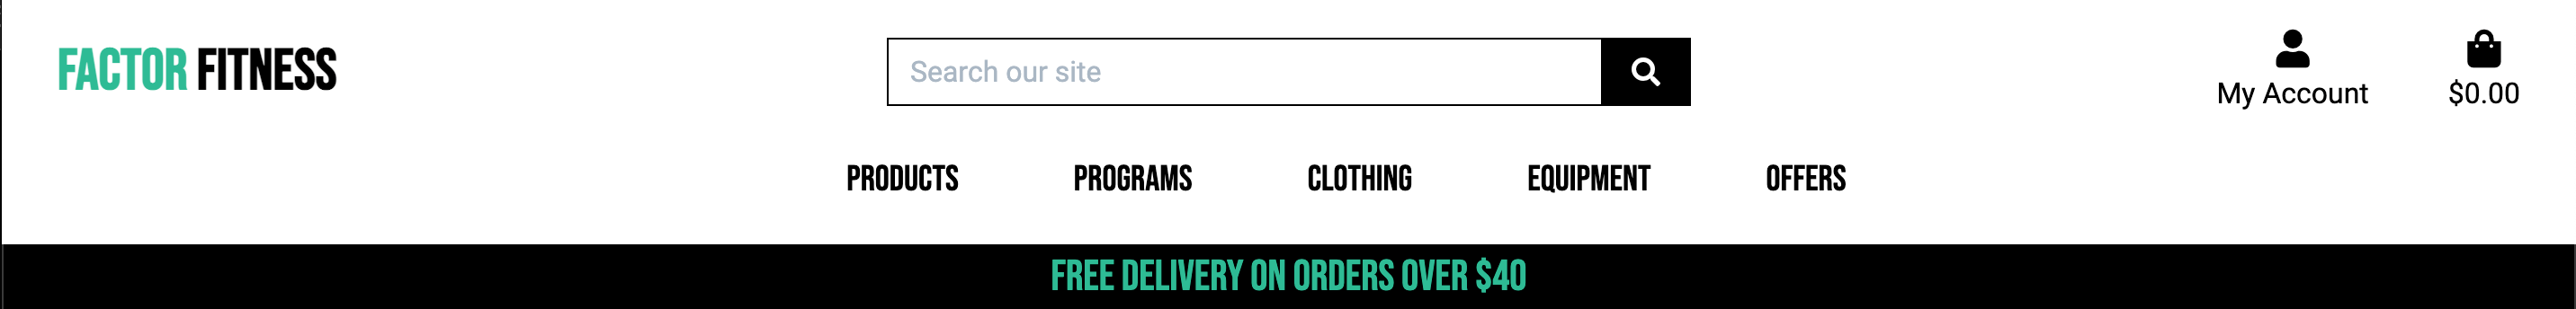 FACTOR FITNESS
Search our site
My Account
$0.00
PRODUCTS PROGRAMS CLOTHING EQUIPMENT OFFERS
FREE DELIVERY ON ORDERS OVER $40